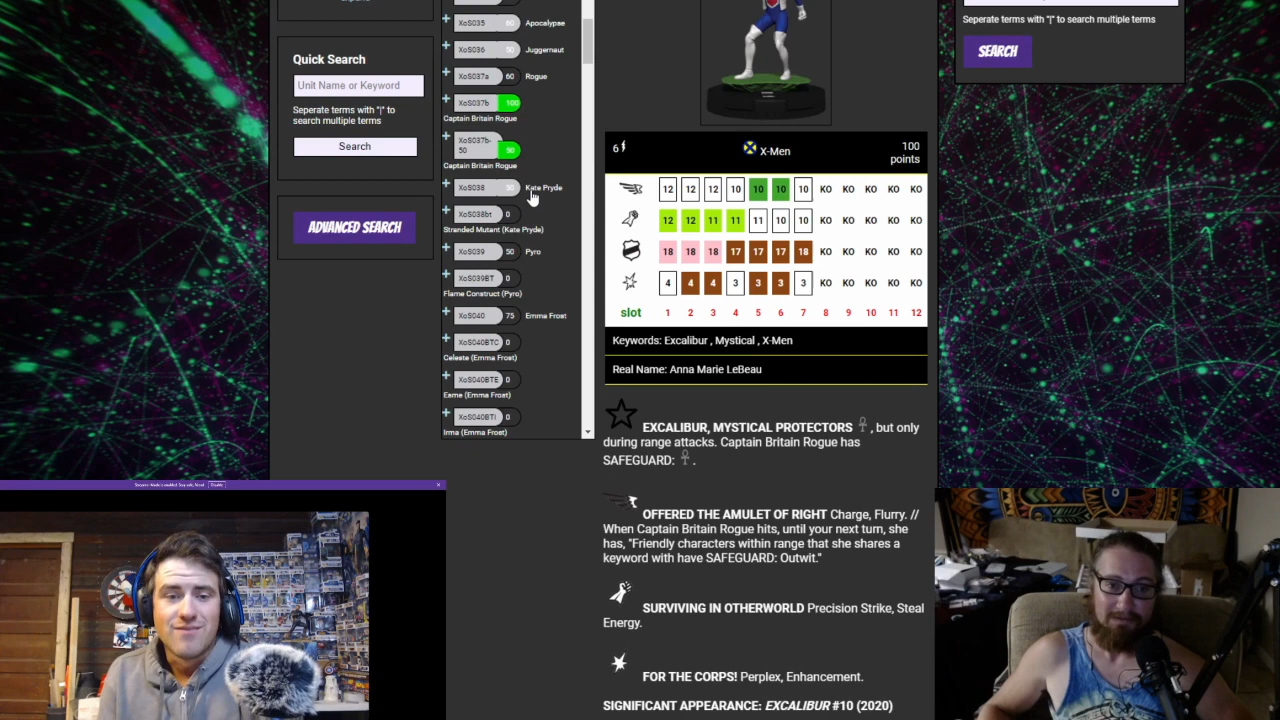 Quick Search
Unit Name or Keyword
Seperate terms with "|" to
search multiple terms
Search
ADVANCED SEARCH
XoS035 60 Apocalypse
XoS036 50 Juggernaut
XoS037a 60 Rogue
XoS037b 100
Captain Britain Rogue
XoS037b-
50 50
Captain Britain Rogue
XoS038 50 Kate Pryde
XoS038bt 0
Stranded Mutant (Kate Pryde)
XoS039 50 Pyro
XoS039BT 0
Flame Construct (Pyro)
XoS040 75 Emma Frost
XoS040BTC 0
Celeste (Emma Frost)
XoS040BTE 0
Esme (Emma Frost)
XoS040BTI 0
Irma (Emma Frost)
6 X-Men 100
points
12 12 12 10 10 10 10 KO KO KO KO KO
12 12 11 11 11 10 10 KO KO KO KO KO
18 18 18 17 17 17 18 KO KO KO KO KO
4 4 4 3 3 3 3 KO KO KO KO KO
slot 1 2 3 4 5 6 7 8 9 10 11 12
Keywords: Excalibur , Mystical , X-Men
Real Name: Anna Marie LeBeau
EXCALIBUR, MYSTICAL PROTECTORS , but only
during range attacks. Captain Britain Rogue has
SAFEGUARD: .
OFFERED THE AMULET OF RIGHT Charge, Flurry. //
When Captain Britain Rogue hits, until your next turn, she
has, "Friendly characters within range that she shares a
keyword with have SAFEGUARD: Outwit."
SURVIVING IN OTHERWORLD Precision Strike, Steal
Energy.
FOR THE CORPS! Perplex, Enhancement.
SIGNIFICANT APPEARANCE: EXCALIBUR #10 (2020)
Seperate terms with "|" to search multiple terms
SEARCH